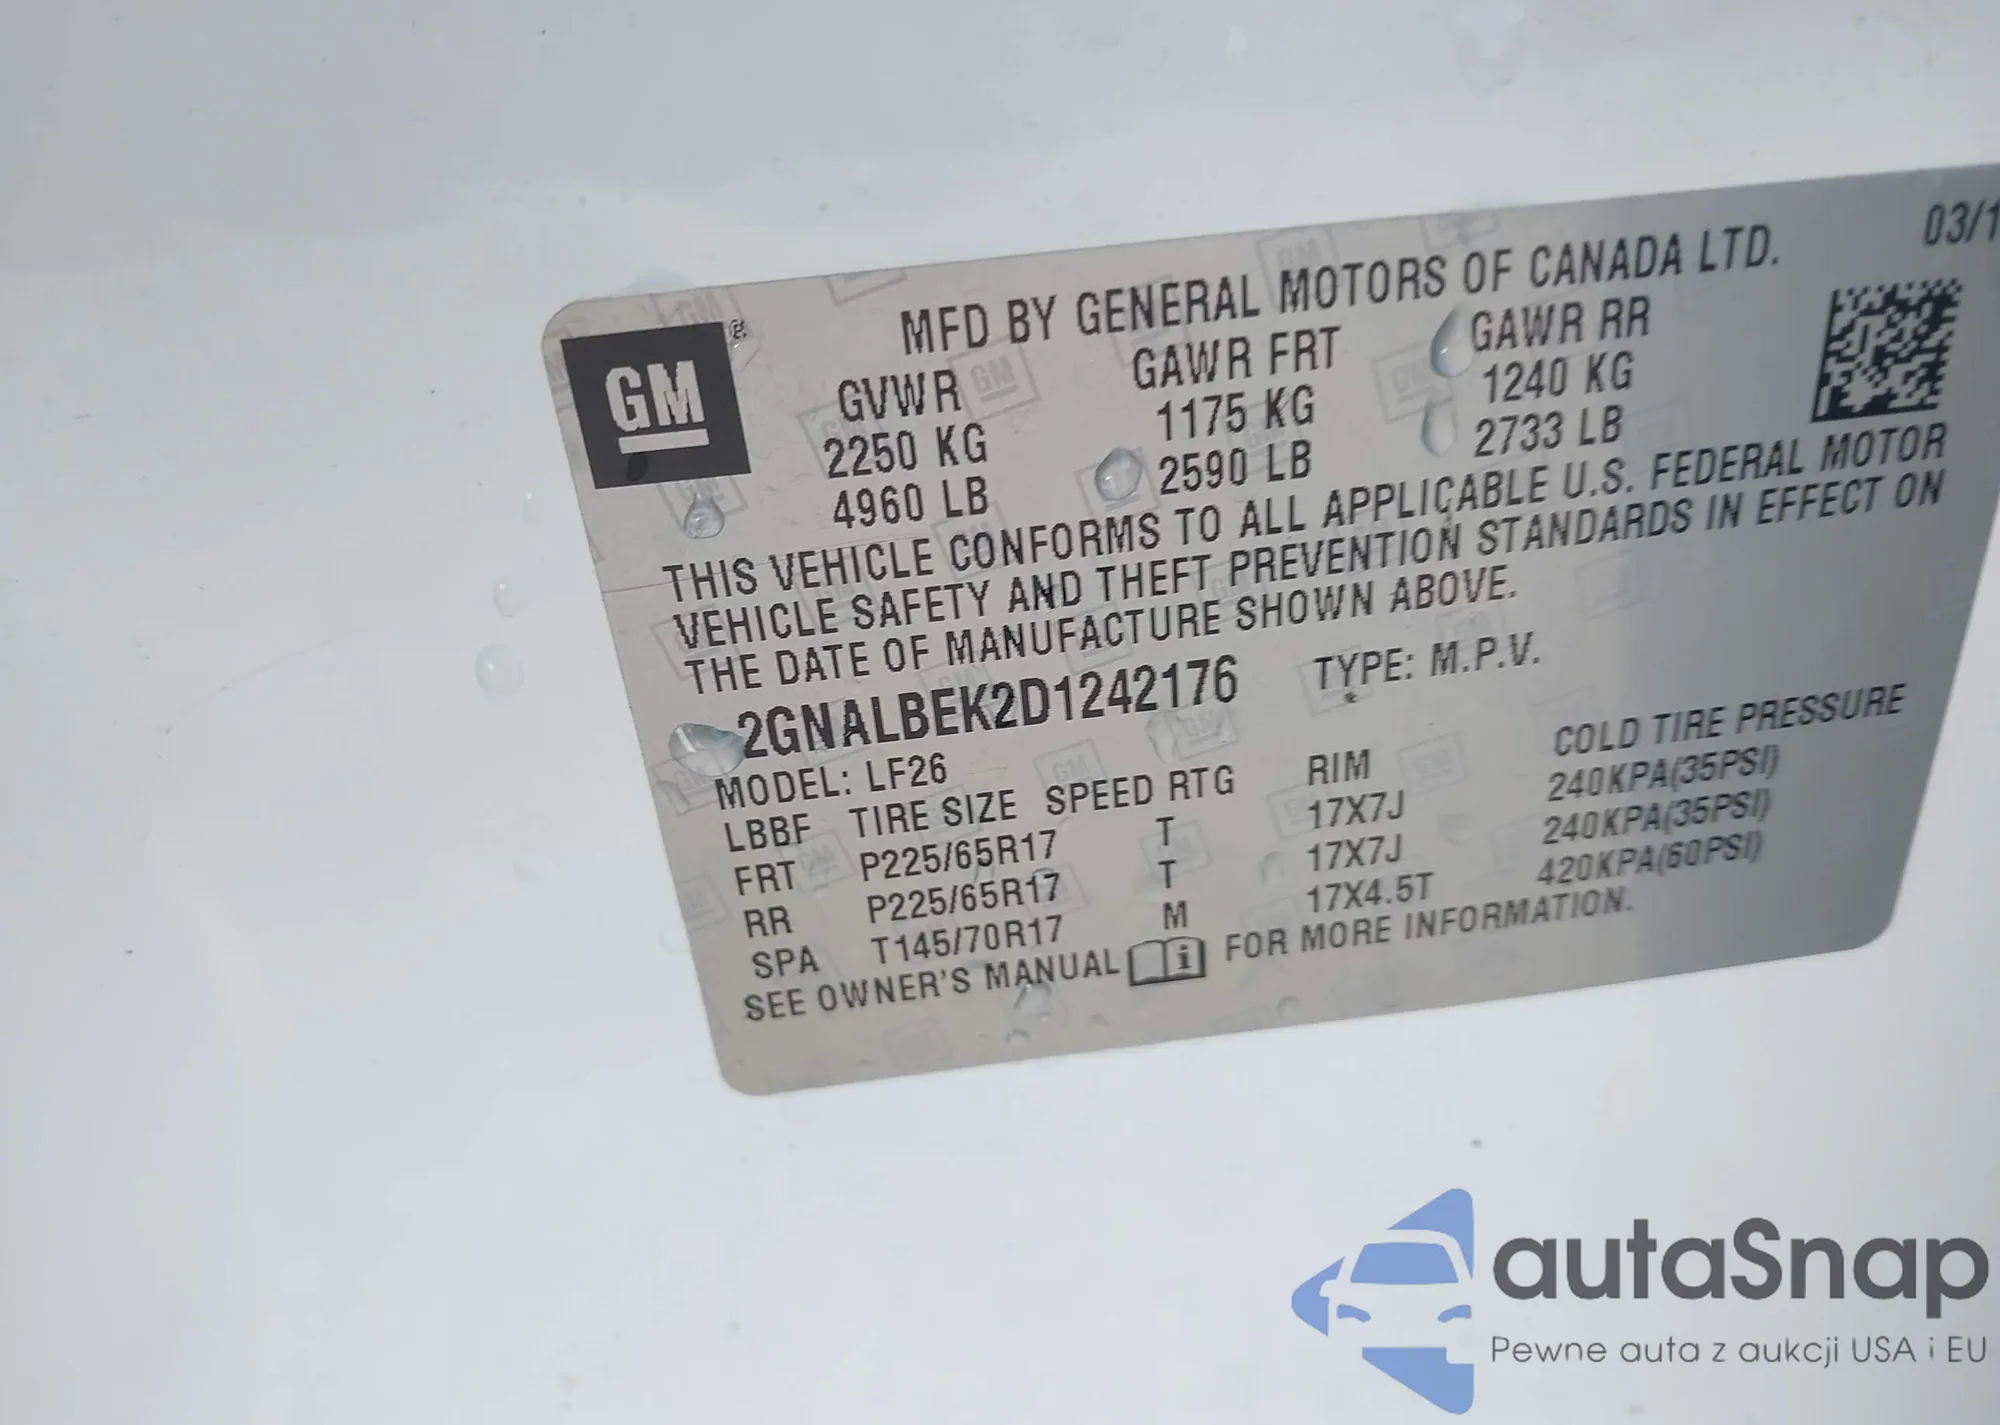 MFD BY GENERAL MOTORS OF CANADA LTD. 03/1
GM®
GVWR GAWR FRT GAWR RR
2250 KG 1175 KG 1240 KG
4960 LB 2590 LB 2733 LB
THIS VEHICLE CONFORMS TO ALL APPLICABLE U.S. FEDERAL MOTOR
VEHICLE SAFETY AND THEFT PREVENTION STANDARDS IN EFFECT ON
THE DATE OF MANUFACTURE SHOWN ABOVE.
2GNALBEK2D1242176 TYPE: M.P.V.
MODEL: LF26
LBBF TIRE SIZE SPEED RTG RIM COLD TIRE PRESSURE
FRT P225/65R17 T 17X7J 240KPA(35PSI)
RR P225/65R17 T 17X7J 240KPA(35PSI)
SPA T145/70R17 M 17X4.5T 420KPA(60PSI)
SEE OWNER'S MANUAL FOR MORE INFORMATION.
autaSnap
Pewne auta z aukcji USA i EU